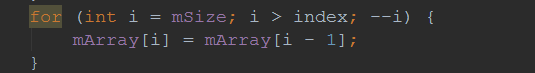 for (int i = mSize; i > index; --i) {
    mArray[i] = mArray[i - 1];
}